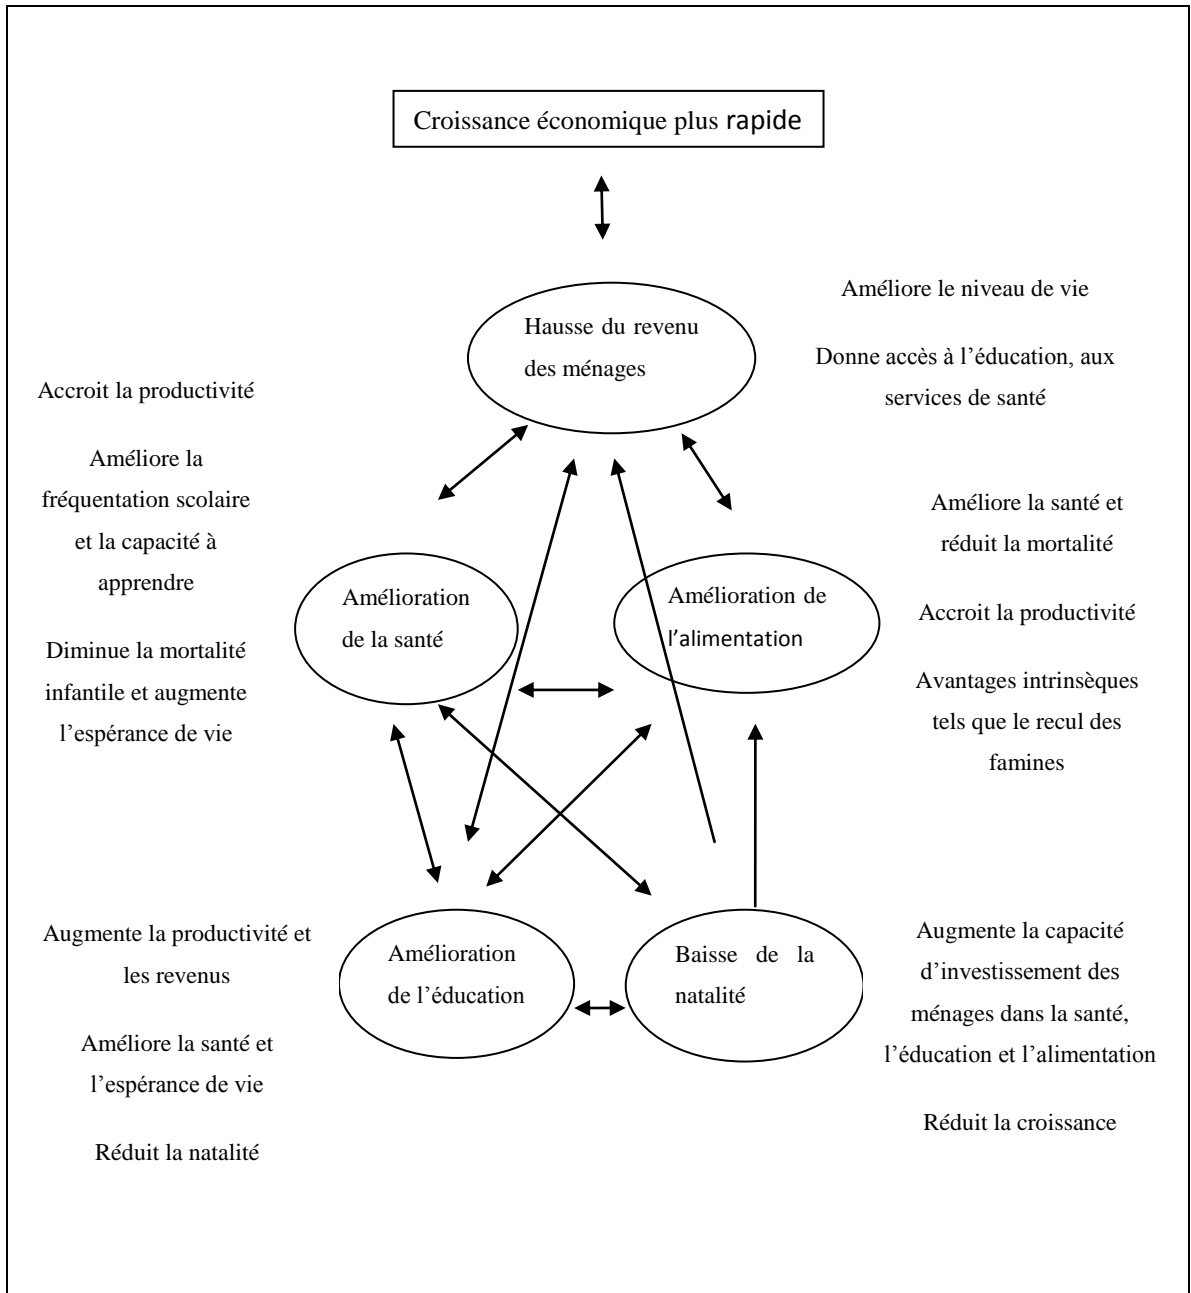 Croissance économique plus rapide
Hausse du revenu
des ménages
Améliore le niveau de vie
Donne accès à l’éducation, aux
services de santé
Accroit la productivité
Améliore la
fréquentation scolaire
et la capacité à
apprendre
Diminue la mortalité
infantile et augmente
l’espérance de vie
Amélioration
de la santé
Amélioration de
l’alimentation
Améliore la santé et
réduit la mortalité
Accroit la productivité
Avantages intrinsèques
tels que le recul des
famines
Augmente la productivité et
les revenus
Améliore la santé et
l’espérance de vie
Réduit la natalité
Amélioration
de l’éducation
Baisse de la
natalité
Augmente la capacité
d’investissement des
ménages dans la santé,
l’éducation et l’alimentation
Réduit la croissance